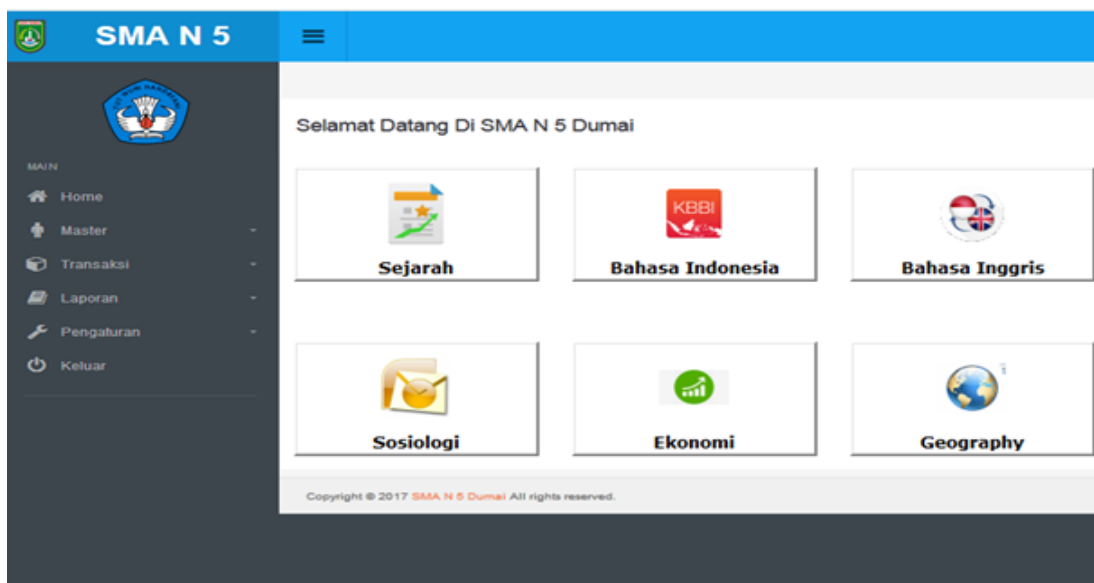 SMA N 5
Selamat Datang Di SMA N 5 Dumai
MAIN
Home
Master
Transaksi
Laporan
Pengaturan
Keluar
KBBI
Sejarah
Bahasa Indonesia
Bahasa Inggris
Sosiologi
Ekonomi
Geography
Copyright © 2017 SMA N 5 Dumai All rights reserved.